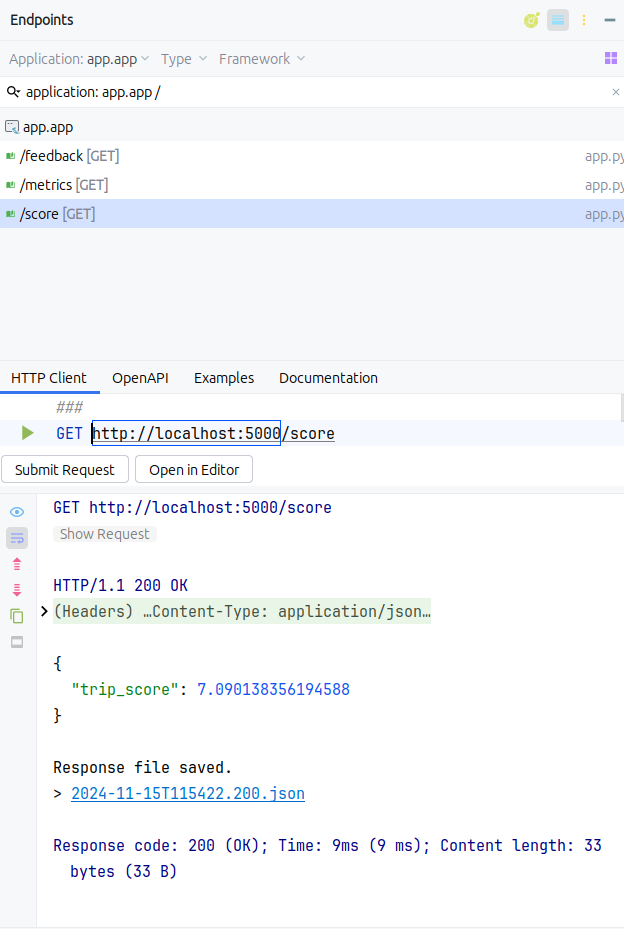 Endpoints
Application: app.app Type Framework
application: app.app /
app.app
/feedback [GET] app.py
/metrics [GET] app.py
/score [GET] app.py
HTTP Client OpenAPI Examples Documentation
###
GET http://localhost:5000/score
Submit Request Open in Editor
GET http://localhost:5000/score
Show Request
HTTP/1.1 200 OK
(Headers) …Content-Type: application/json…
{
"trip_score": 7.090138356194588
}
Response file saved.
> 2024-11-15T115422.200.json
Response code: 200 (OK); Time: 9ms (9 ms); Content length: 33
bytes (33 B)